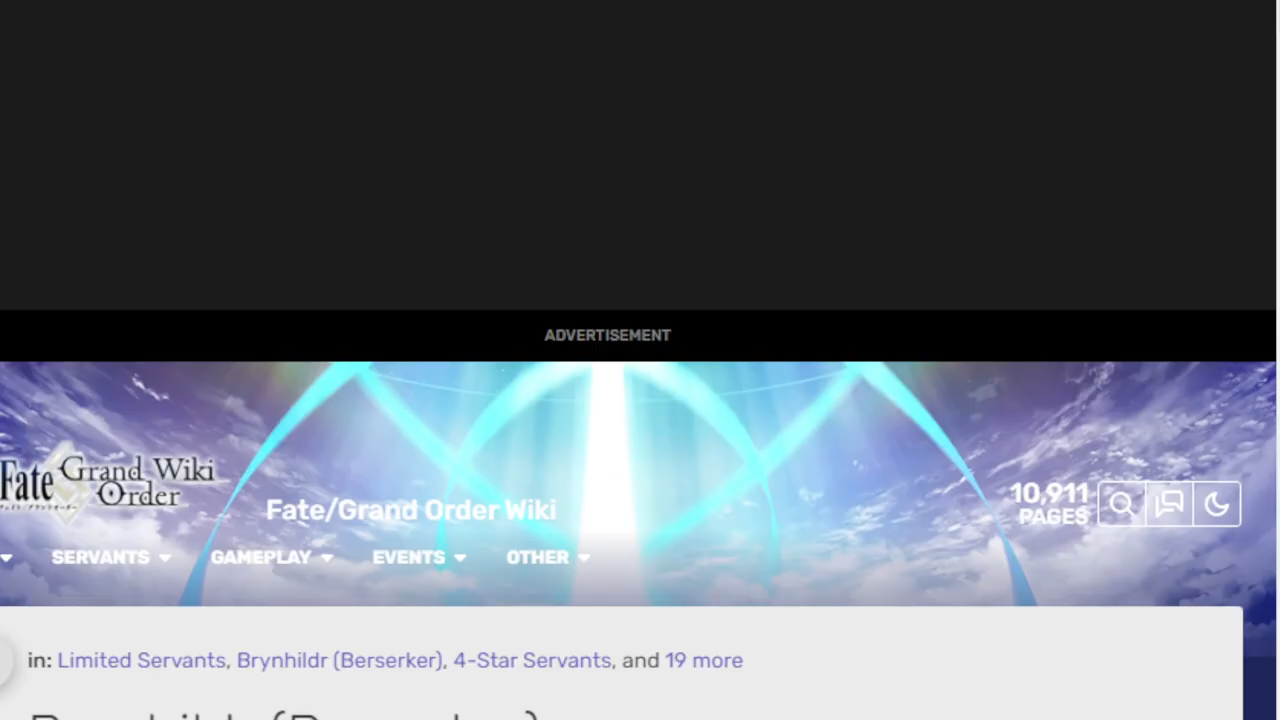 ADVERTISEMENT
Fate Grand Wiki
Order
Fate/Grand Order Wiki
10,911
PAGES
SERVANTS GAMEPLAY EVENTS OTHER
in: Limited Servants, Brynhildr (Berserker), 4-Star Servants, and 19 more